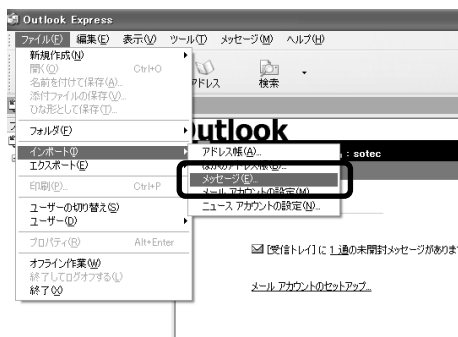 Outlook Express
ファイル(F) 編集(E) 表示(V) ツール(T) メッセージ(M) ヘルプ(H)
新規作成(N)
開く(O) Ctrl+O
名前を付けて保存(A)...
添付ファイルの保存(V)...
ひな形として保存(T)...
ドレス 検索
フォルダ(F)
utlook
インポート(I) アドレス帳(A)...
: sotec
エクスポート(E) ほかのアドレス帳(B)...
メッセージ(E)...
印刷(P)... Ctrl+P メール アカウントの設定(M)...
ユーザーの切り替え(S) ニュース アカウントの設定(N)...
ユーザー(D)
プロパティ(R) Alt+Enter
オフライン作業(W) [受信トレイ] に 1 通の未開封メッセージがありま
終了してログオフする(L)
終了(X) メール アカウントのセットアップ...